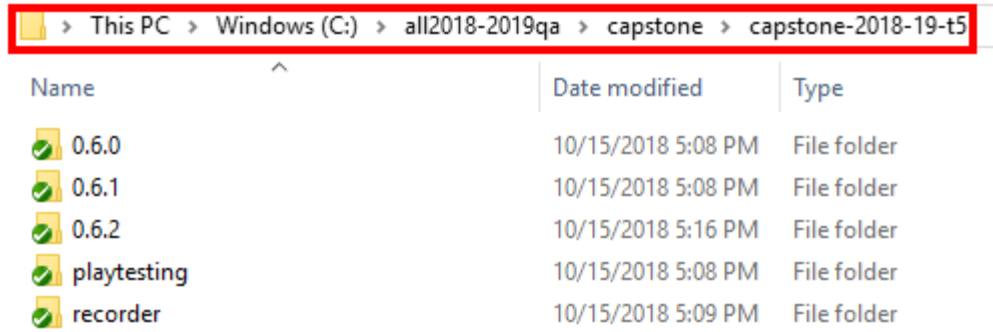 This PC > Windows (C:) > all2018-2019qa > capstone > capstone-2018-19-t5
Name Date modified Type
0.6.0 10/15/2018 5:08 PM File folder
0.6.1 10/15/2018 5:08 PM File folder
0.6.2 10/15/2018 5:16 PM File folder
playtesting 10/15/2018 5:08 PM File folder
recorder 10/15/2018 5:09 PM File folder